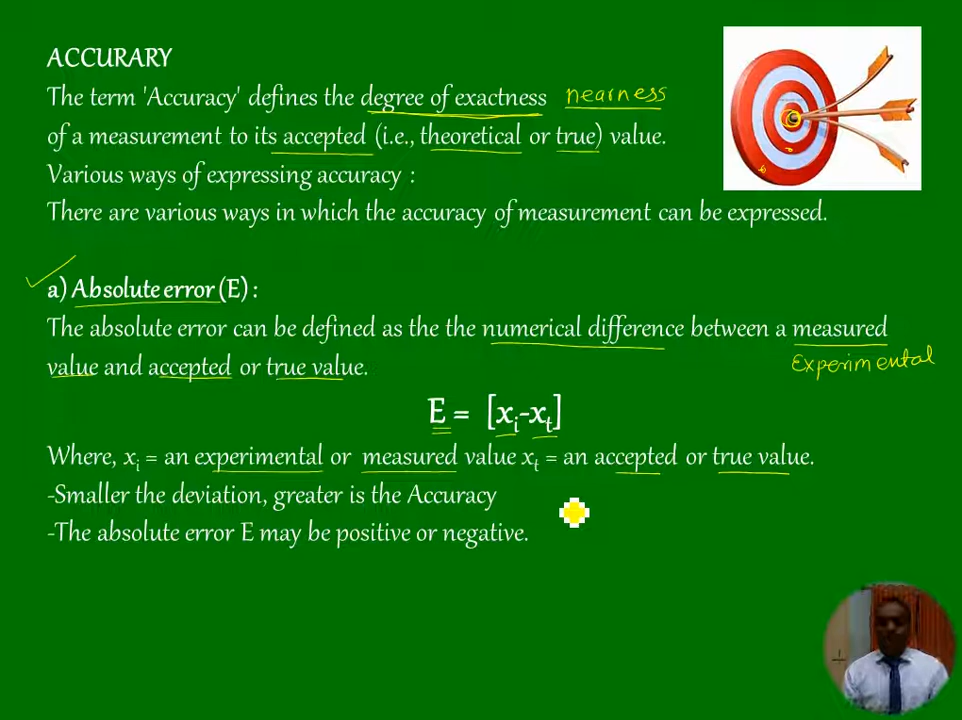 ACCURARY
The term 'Accuracy' defines the degree of exactness nearness
of a measurement to its accepted (i.e., theoretical or true) value.
Various ways of expressing accuracy :
There are various ways in which the accuracy of measurement can be expressed.
a) Absolute error (E) :
The absolute error can be defined as the the numerical difference between a measured
value and accepted or true value. Experimental
E = [xᵢ-xₜ]
Where, xᵢ = an experimental or measured value xₜ = an accepted or true value.
-Smaller the deviation, greater is the Accuracy
-The absolute error E may be positive or negative.